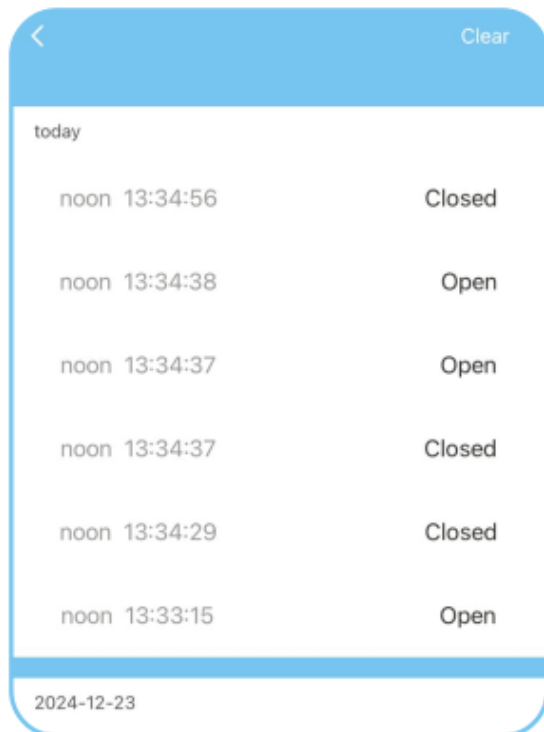 Clear
today
noon 13:34:56 Closed
noon 13:34:38 Open
noon 13:34:37 Open
noon 13:34:37 Closed
noon 13:34:29 Closed
noon 13:33:15 Open
2024-12-23